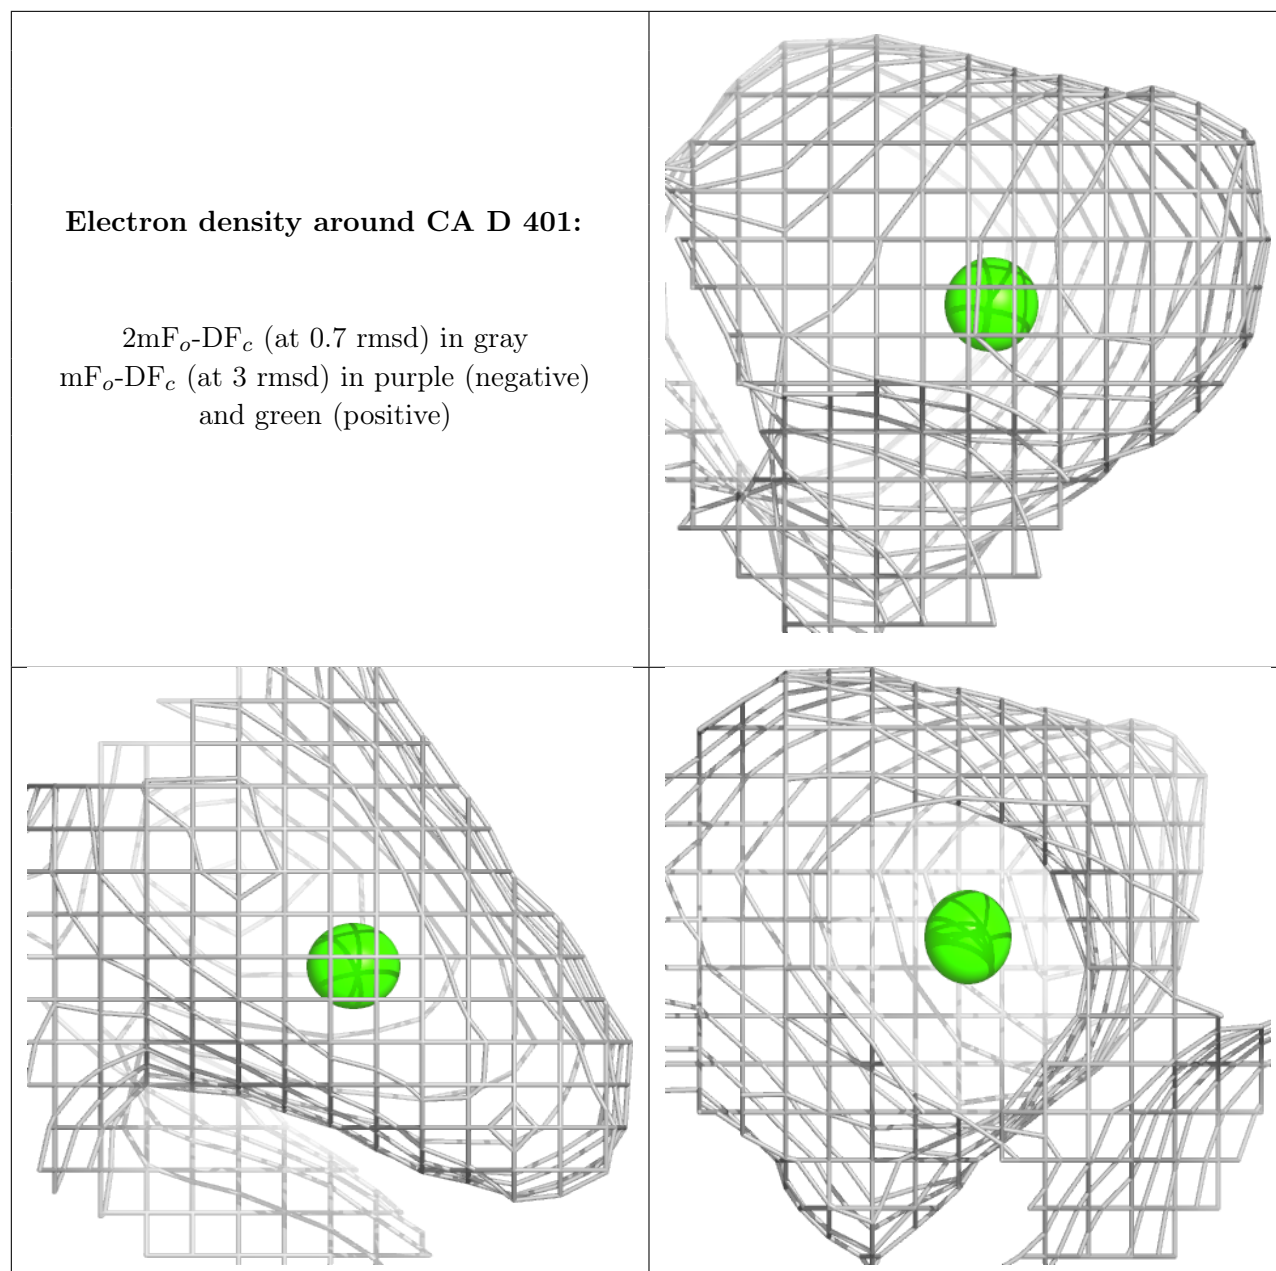 Electron density around CA D 401:
2mFo-DFc (at 0.7 rmsd) in gray
mFo-DFc (at 3 rmsd) in purple (negative)
and green (positive)